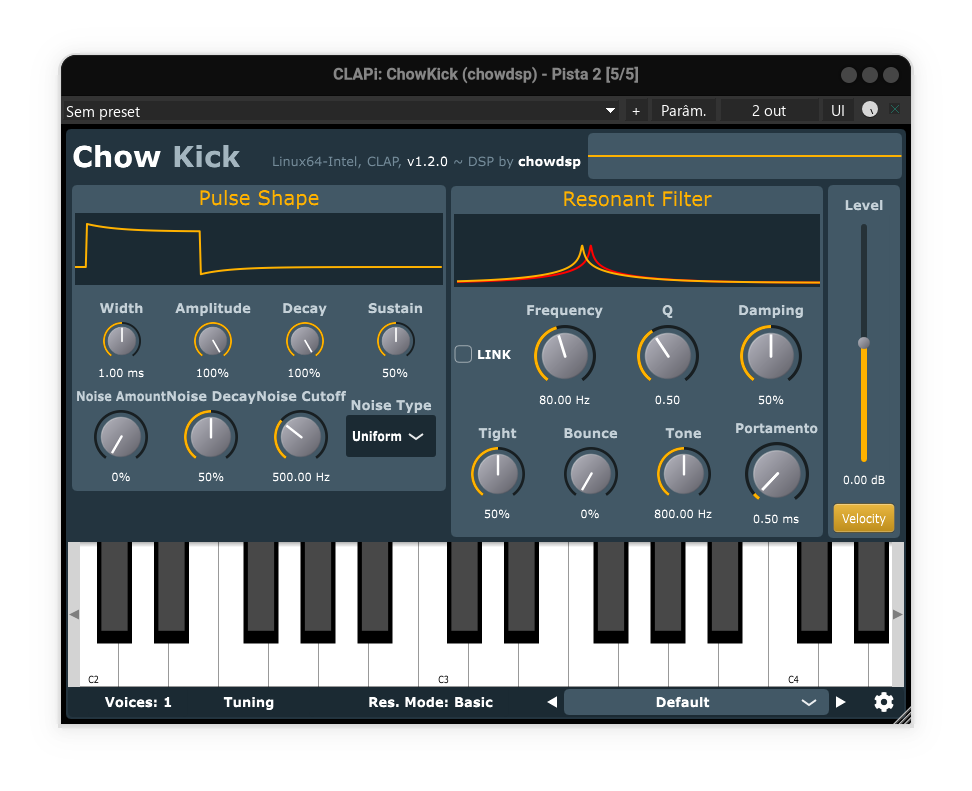 CLAPi: ChowKick (chowdsp) - Pista 2 [5/5]
Sem preset
+ Parâm. 2 out UI
Chow Kick Linux64-Intel, CLAP, v1.2.0 ~ DSP by chowdsp
Pulse Shape
Width Amplitude Decay Sustain
1.00 ms 100% 100% 50%
Noise Amount Noise Decay Noise Cutoff Noise Type
Uniform
0% 50% 500.00 Hz
Resonant Filter
Frequency Q Damping
LINK
80.00 Hz 0.50 50%
Tight Bounce Tone Portamento
50% 0% 800.00 Hz 0.50 ms
Level
0.00 dB
Velocity
C2 C3 C4
Voices: 1 Tuning Res. Mode: Basic Default